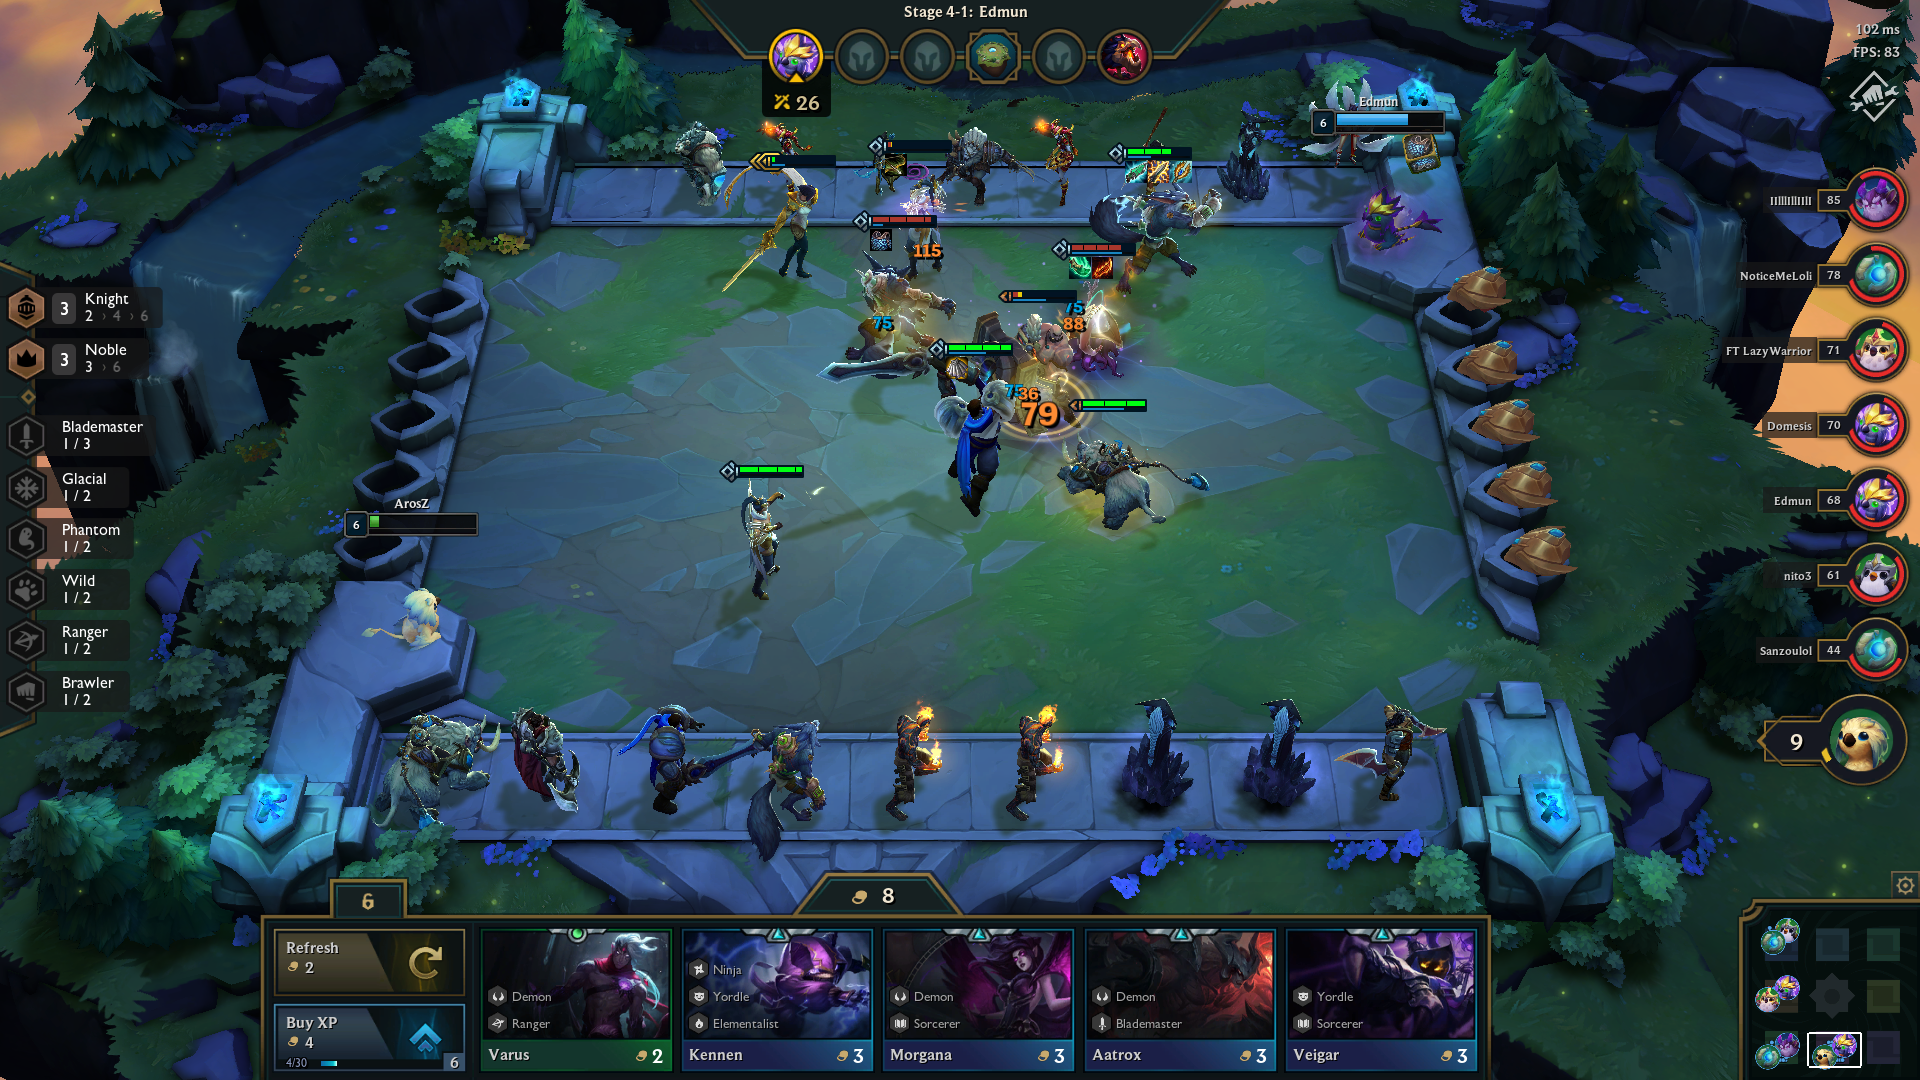 Stage 4-1: Edmun
26
102 ms
FPS: 83
Edmun
6
IIIIIIIIIIII 85
NoticeMeLoli 78
FT LazyWarrior 71
Domesis 70
Edmun 68
nito3 61
Sanzoulol 44
9
3 Knight
2 › 4 › 6
3 Noble
3 › 6
Blademaster
1 / 3
Glacial
1 / 2
Phantom
1 / 2
Wild
1 / 2
Ranger
1 / 2
Brawler
1 / 2
115
75
75
88
75
36
79
ArosZ
6
6
8
Refresh
2
Buy XP
4
4/30
6
Demon
Ranger
Varus 2
Ninja
Yordle
Elementalist
Kennen 3
Demon
Sorcerer
Morgana 3
Demon
Blademaster
Aatrox 3
Yordle
Sorcerer
Veigar 3